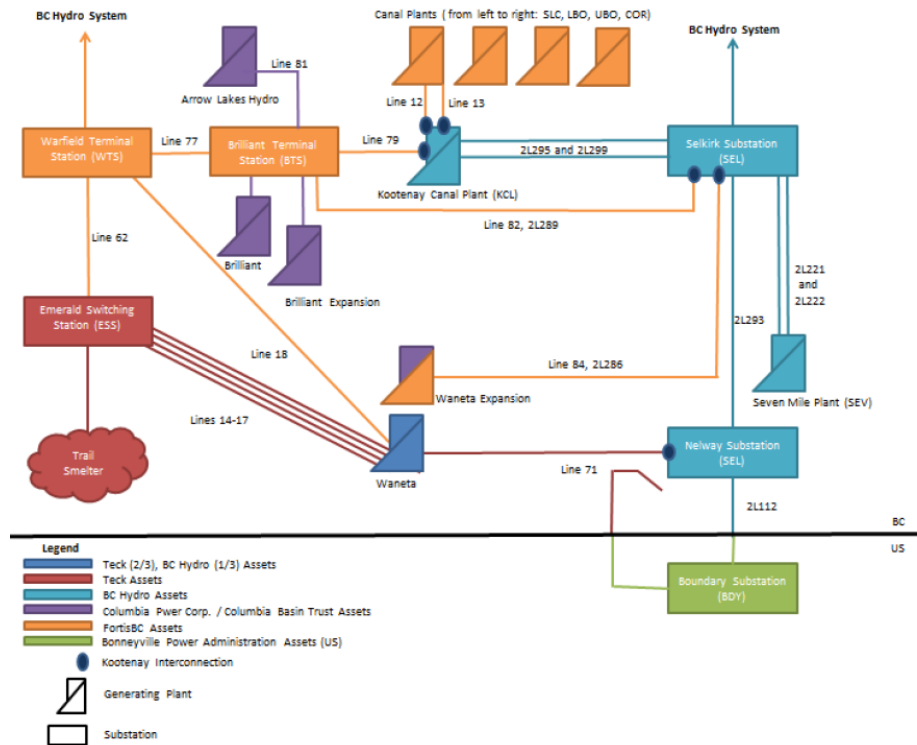 Canal Plants ( from left to right: SLC, LBO, UBO, COR)
BC Hydro System
BC Hydro System
Line 81
Arrow Lakes Hydro
Line 12
Line 13
Warfield Terminal
Station (WTS)
Line 77
Brilliant Terminal
Station (BTS)
Line 79
2L295 and 2L299
Selkirk Substation
(SEL)
Kootenay Canal Plant (KCL)
Line 82, 2L289
Line 62
Brilliant
Brilliant Expansion
2L221
and
2L222
Emerald Switching
Station (ESS)
2L293
Line 18
Line 84, 2L286
Waneta Expansion
Seven Mile Plant (SEV)
Lines 14-17
Trail
Smelter
Nelway Substation
(SEL)
Waneta
Line 71
2L112
BC
US
Legend
Teck (2/3), BC Hydro (1/3) Assets
Teck Assets
BC Hydro Assets
Columbia Pwer Corp. / Columbia Basin Trust Assets
FortisBC Assets
Bonneyville Power Administration Assets (US)
Kootenay Interconnection
Generating Plant
Substation
Boundary Substation
(BDY)